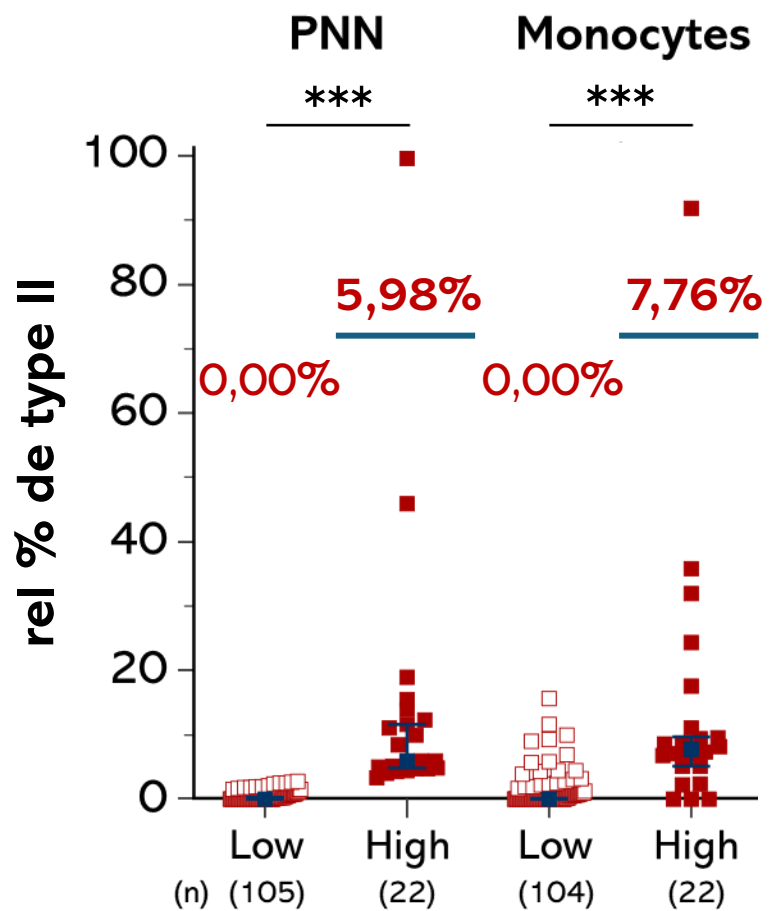 PNN Monocytes
*** ***
100
80
60
40
20
0
rel % de type II
5,98% 7,76%
0,00% 0,00%
Low High Low High
(n) (105) (22) (104) (22)